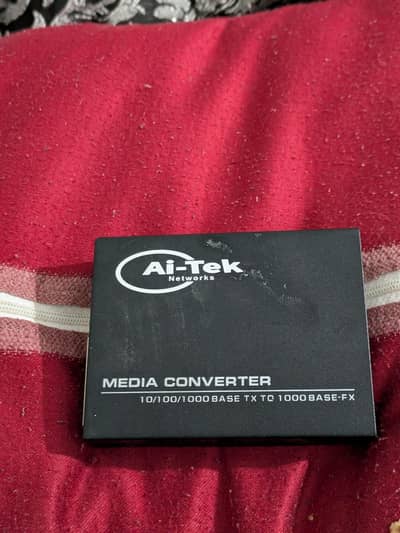 Ai-Tek
Networks
MEDIA CONVERTER
10/100/1000 BASE TX TO 1000 BASE-FX